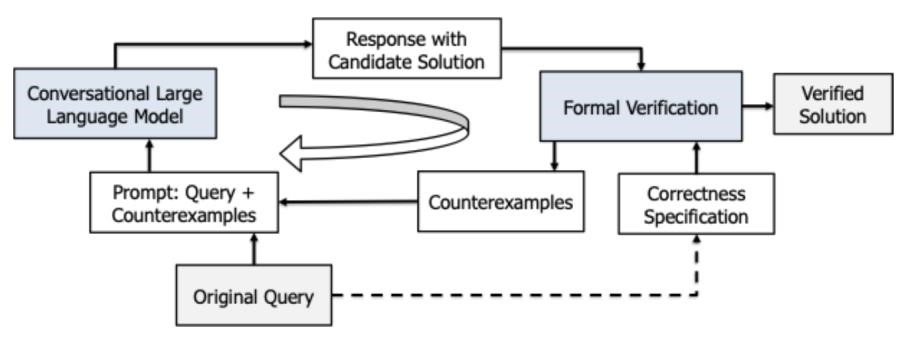 Response with
Candidate Solution
Conversational Large
Language Model
Formal Verification
Verified
Solution
Prompt: Query +
Counterexamples
Counterexamples
Correctness
Specification
Original Query